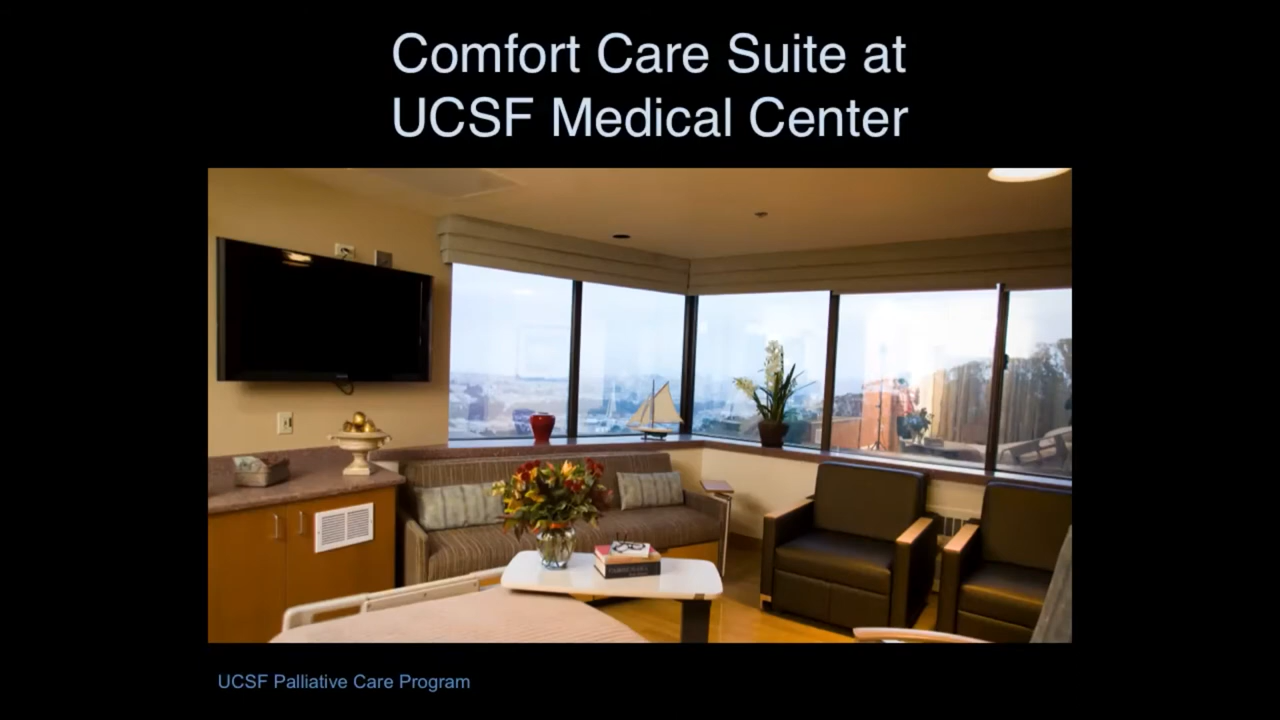 Comfort Care Suite at
UCSF Medical Center
UCSF Palliative Care Program